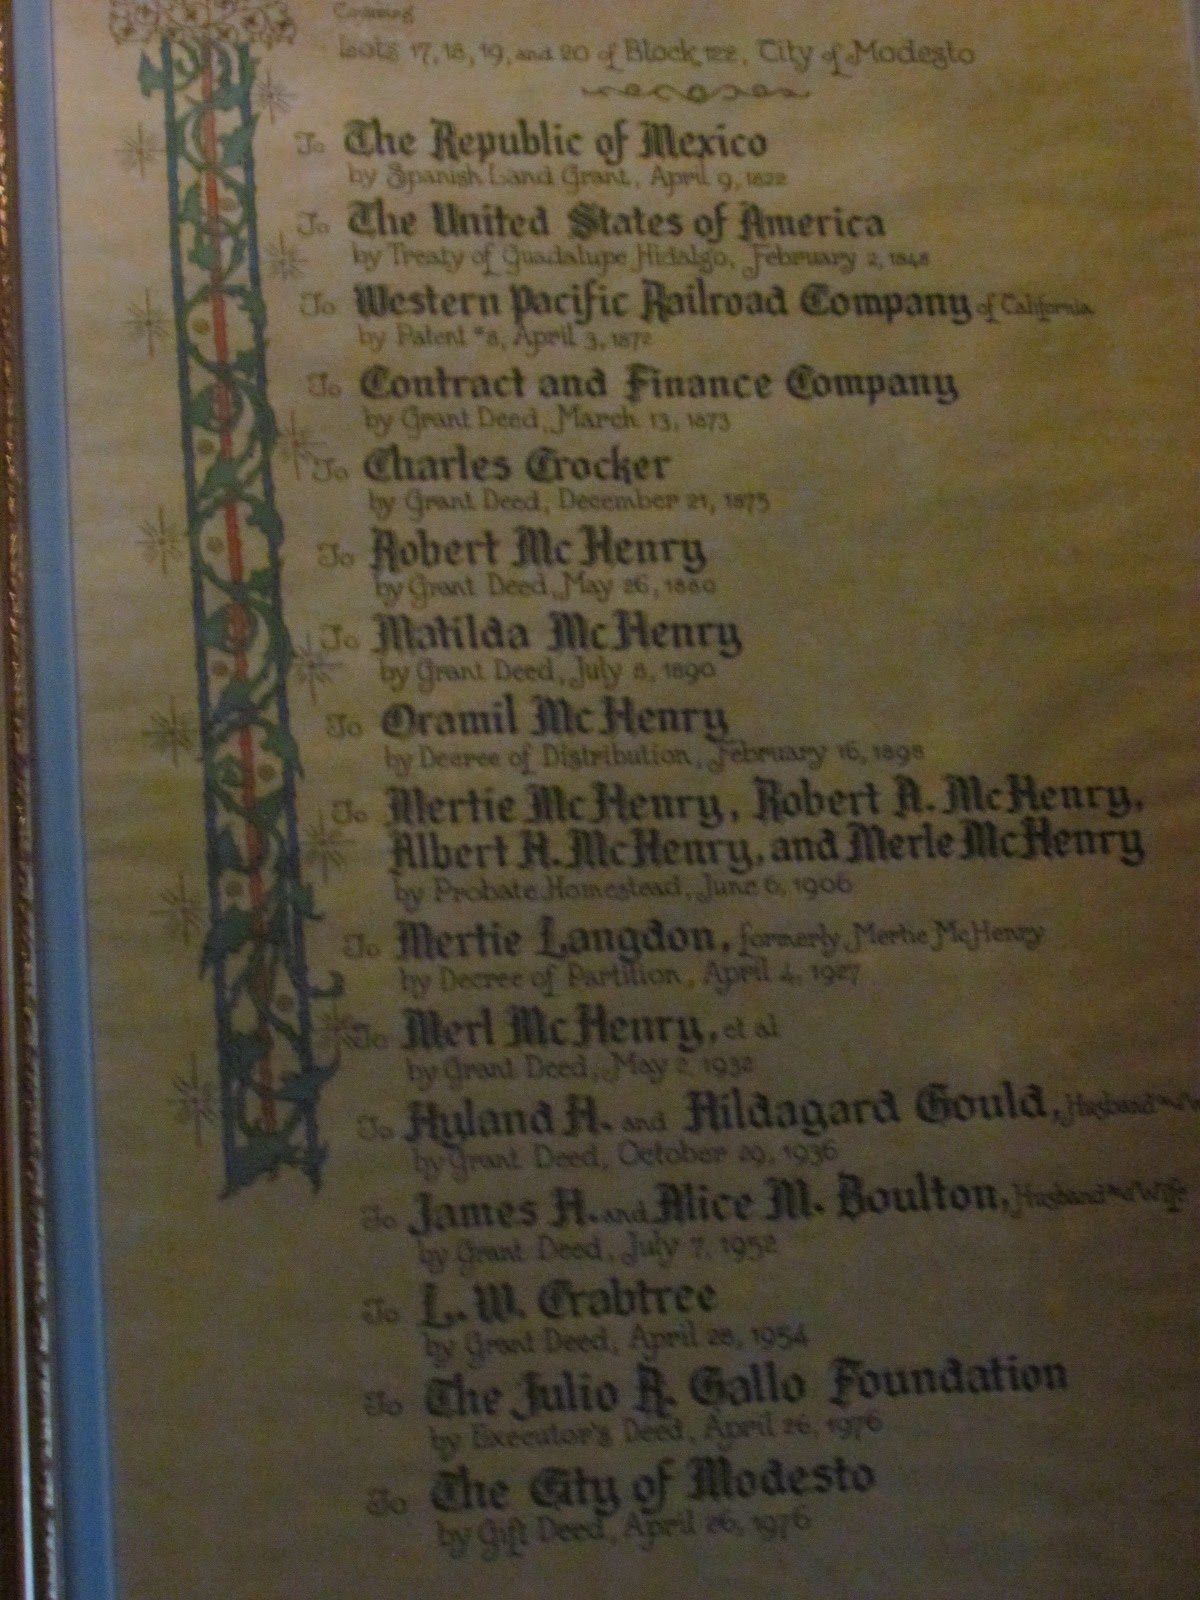 Lots 17, 18, 19, and 20 of Block 122, City of Modesto
To The Republic of Mexico
by Spanish Land Grant, April 9, 1822
To The United States of America
by Treaty of Guadalupe Hidalgo, February 2, 1848
To Western Pacific Railroad Company of California
by Patent #8, April 3, 1872
To Contract and Finance Company
by Grant Deed, March 13, 1873
To Charles Crocker
by Grant Deed, December 21, 1875
To Robert McHenry
by Grant Deed, May 26, 1880
To Matilda McHenry
by Grant Deed, July 8, 1890
To Oramil McHenry
by Decree of Distribution, February 16, 1898
To Mertie McHenry, Robert A. McHenry,
Albert H. McHenry, and Merle McHenry
by Probate Homestead, June 6, 1906
To Mertie Langdon, formerly Mertie McHenry
by Decree of Partition, April 4, 1927
To Merl McHenry, et al
by Grant Deed, May 2, 1932
To Hyland H. and Hildagard Gould, Husband and
by Grant Deed, October 29, 1936
To James H. and Alice M. Boulton, Husband and Wife
by Grant Deed, July 7, 1952
To L. W. Crabtree
by Grant Deed, April 28, 1954
To The Julio R. Gallo Foundation
by Executor's Deed, April 26, 1976
To The City of Modesto
by Gift Deed, April 26, 1976